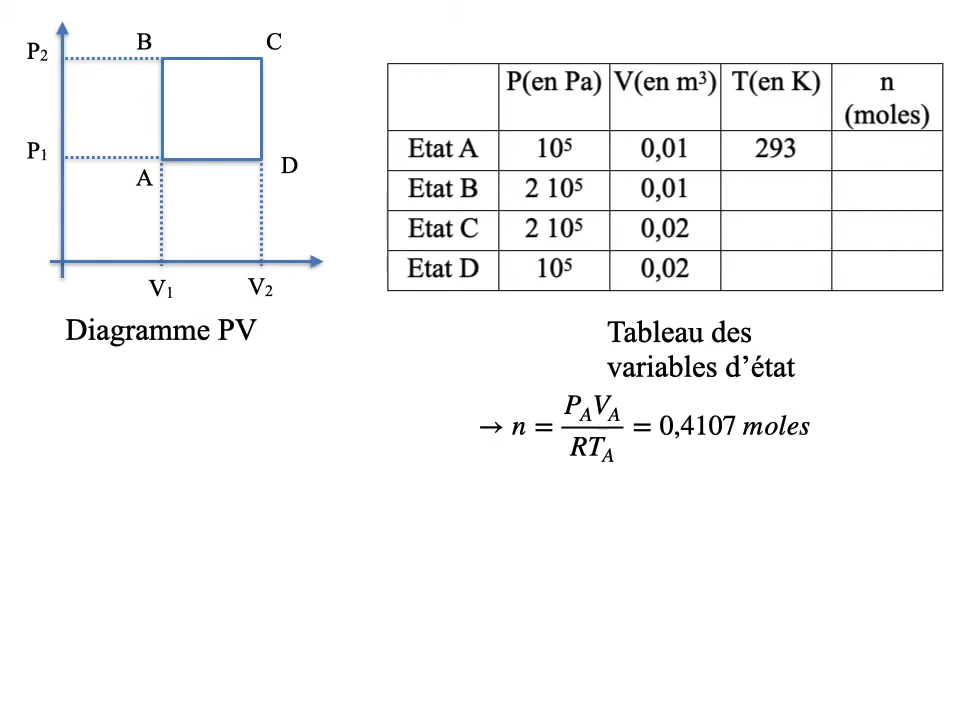 P₂
B
C
P₁
A
D
V₁
V₂
Diagramme PV
P(en Pa) V(en m³) T(en K) n (moles)
Etat A 10⁵ 0,01 293
Etat B 2 10⁵ 0,01
Etat C 2 10⁵ 0,02
Etat D 10⁵ 0,02
Tableau des
variables d’état
→ n = P_A V_A / RT_A = 0,4107 moles